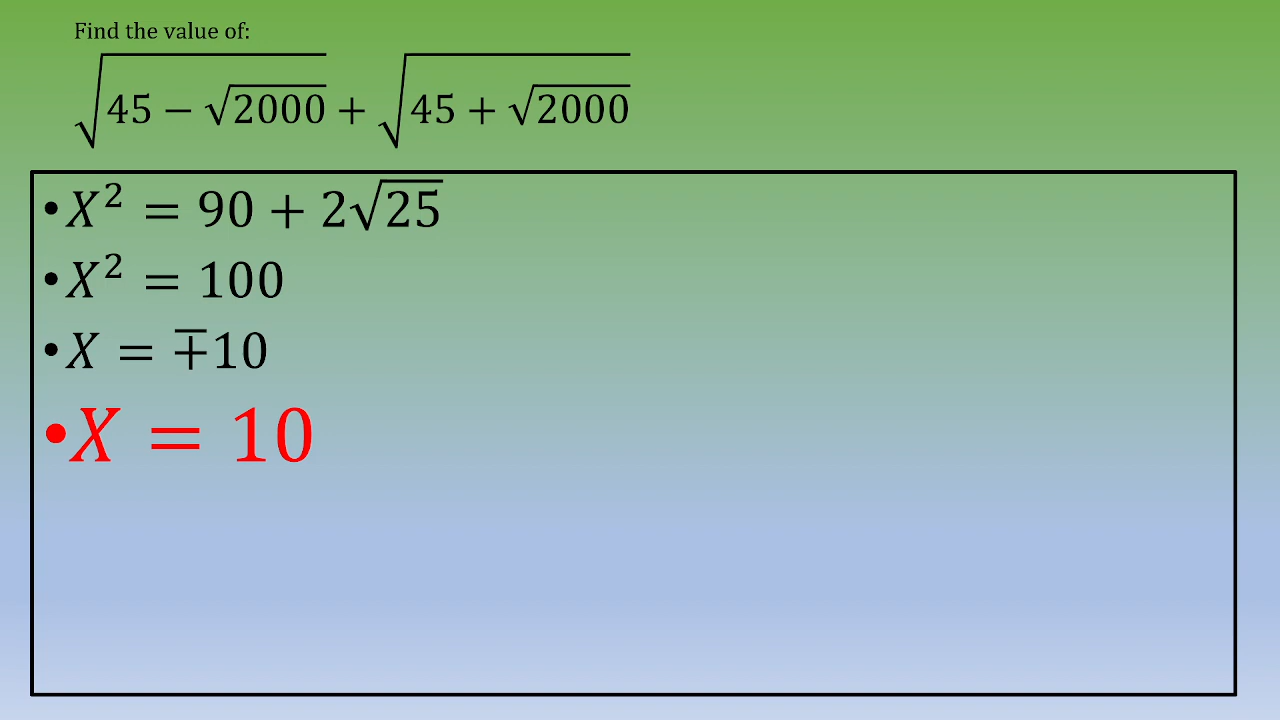 Find the value of:
√(45 − √2000) + √(45 + √2000)
• X² = 90 + 2√25
• X² = 100
• X = ∓10
• X = 10